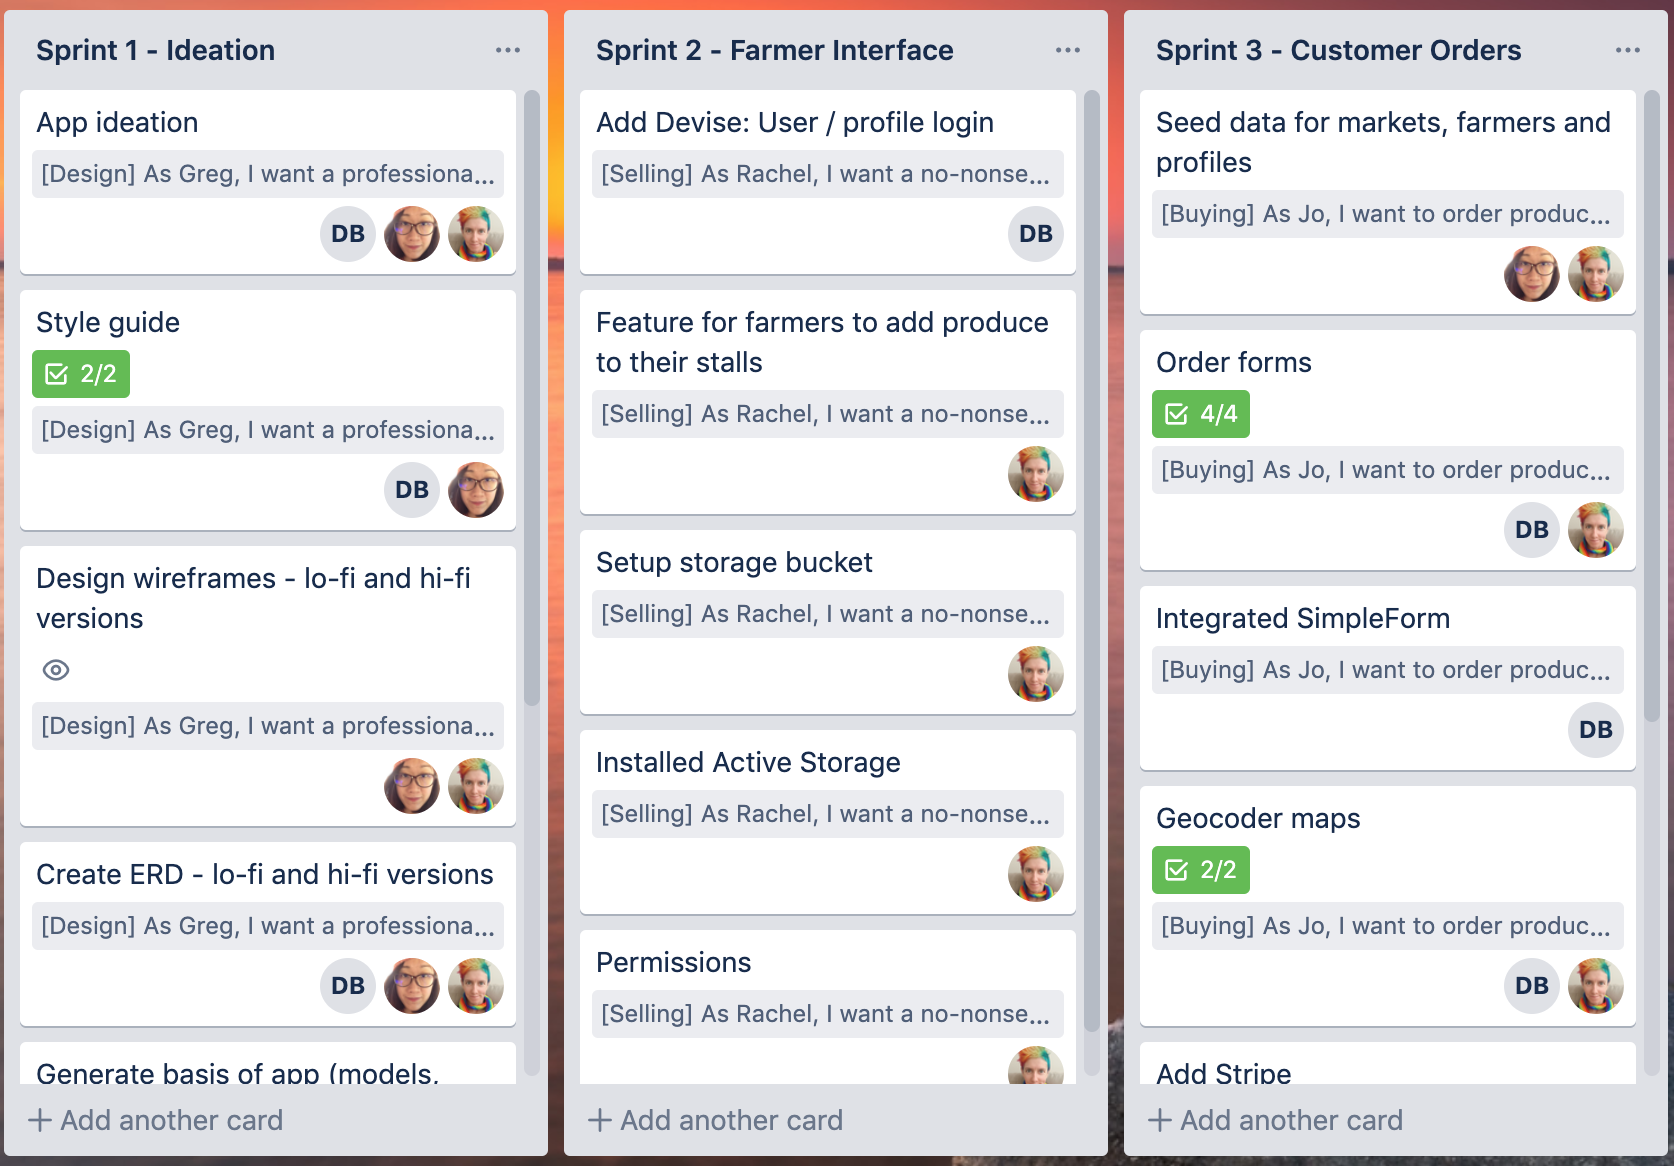 Sprint 1 - Ideation
App ideation
[Design] As Greg, I want a professiona...
DB
Style guide
2/2
[Design] As Greg, I want a professiona...
DB
Design wireframes - lo-fi and hi-fi
versions
[Design] As Greg, I want a professiona...
Create ERD - lo-fi and hi-fi versions
[Design] As Greg, I want a professiona...
DB
Generate basis of app (models,
+ Add another card
Sprint 2 - Farmer Interface
Add Devise: User / profile login
[Selling] As Rachel, I want a no-nonse...
DB
Feature for farmers to add produce
to their stalls
[Selling] As Rachel, I want a no-nonse...
Setup storage bucket
[Selling] As Rachel, I want a no-nonse...
Installed Active Storage
[Selling] As Rachel, I want a no-nonse...
Permissions
[Selling] As Rachel, I want a no-nonse...
+ Add another card
Sprint 3 - Customer Orders
Seed data for markets, farmers and
profiles
[Buying] As Jo, I want to order produc...
Order forms
4/4
[Buying] As Jo, I want to order produc...
DB
Integrated SimpleForm
[Buying] As Jo, I want to order produc...
DB
Geocoder maps
2/2
[Buying] As Jo, I want to order produc...
DB
Add Stripe
+ Add another card